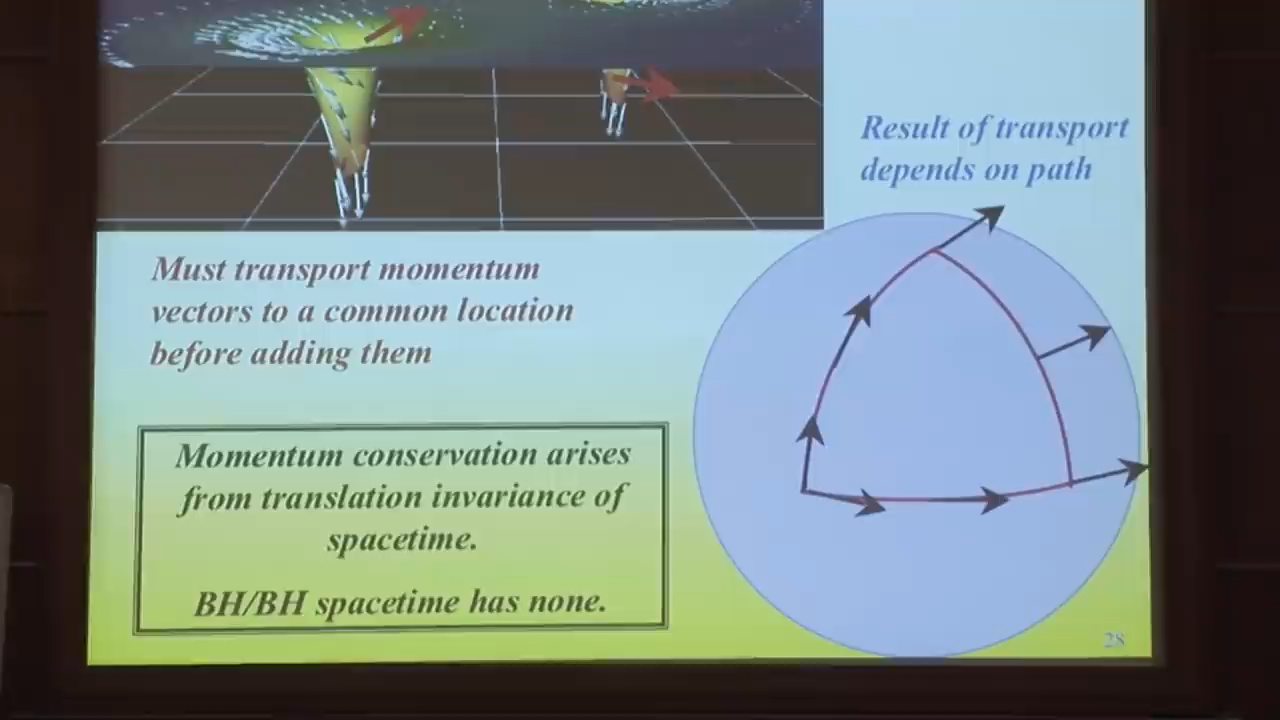 Result of transport
depends on path
Must transport momentum
vectors to a common location
before adding them
Momentum conservation arises
from translation invariance of
spacetime.
BH/BH spacetime has none.
28